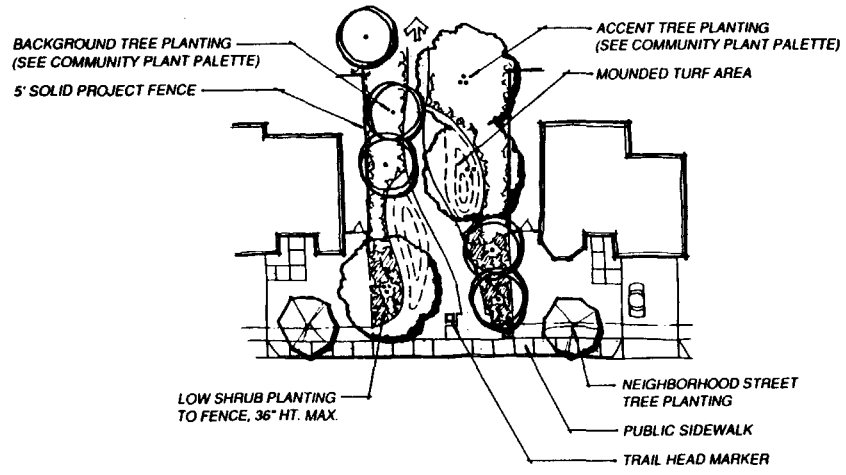 BACKGROUND TREE PLANTING
(SEE COMMUNITY PLANT PALETTE)
5' SOLID PROJECT FENCE
ACCENT TREE PLANTING
(SEE COMMUNITY PLANT PALETTE)
MOUNDED TURF AREA
LOW SHRUB PLANTING
TO FENCE, 36" HT. MAX.
NEIGHBORHOOD STREET
TREE PLANTING
PUBLIC SIDEWALK
TRAIL HEAD MARKER